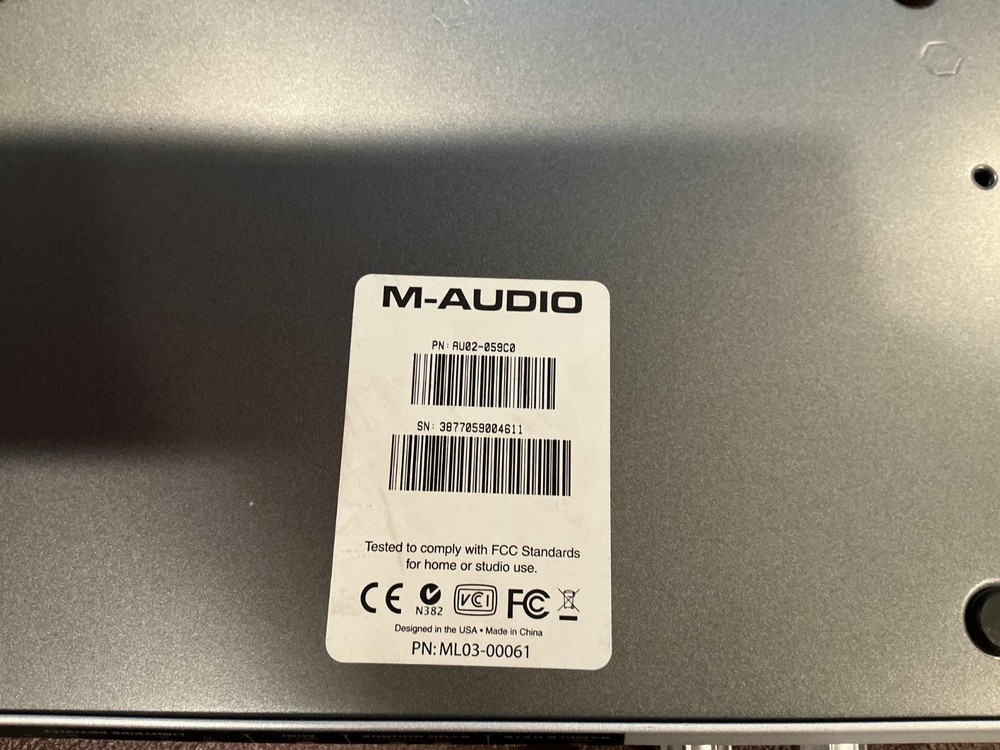 M-AUDIO
PN: AU02-059C0
SN: 3877059004611
Tested to comply with FCC Standards
for home or studio use.
CE N382 VCI FC
Designed in the USA • Made in China
PN: ML03-00061